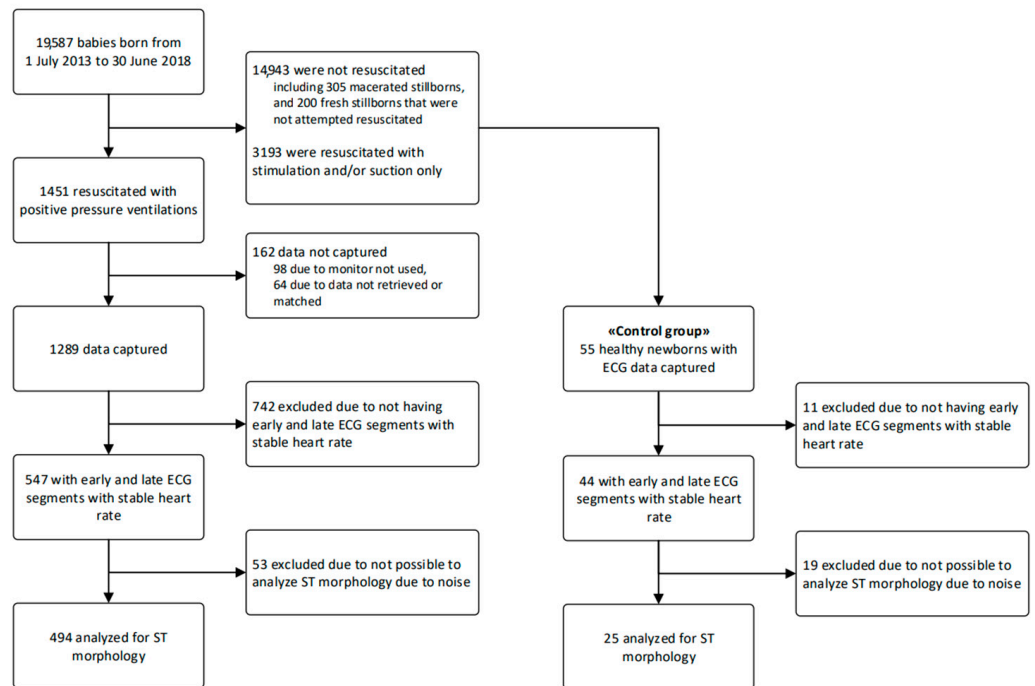 19,587 babies born from
1 July 2013 to 30 June 2018
14,943 were not resuscitated
including 305 macerated stillborns,
and 200 fresh stillborns that were
not attempted resuscitated
3193 were resuscitated with
stimulation and/or suction only
1451 resuscitated with
positive pressure ventilations
162 data not captured
98 due to monitor not used,
64 due to data not retrieved or
matched
1289 data captured
«Control group»
55 healthy newborns with
ECG data captured
742 excluded due to not having
early and late ECG segments with
stable heart rate
11 excluded due to not having early
and late ECG segments with stable
heart rate
547 with early and late ECG
segments with stable heart
rate
44 with early and late ECG
segments with stable heart
rate
53 excluded due to not possible to
analyze ST morphology due to noise
19 excluded due to not possible to
analyze ST morphology due to noise
494 analyzed for ST
morphology
25 analyzed for ST
morphology